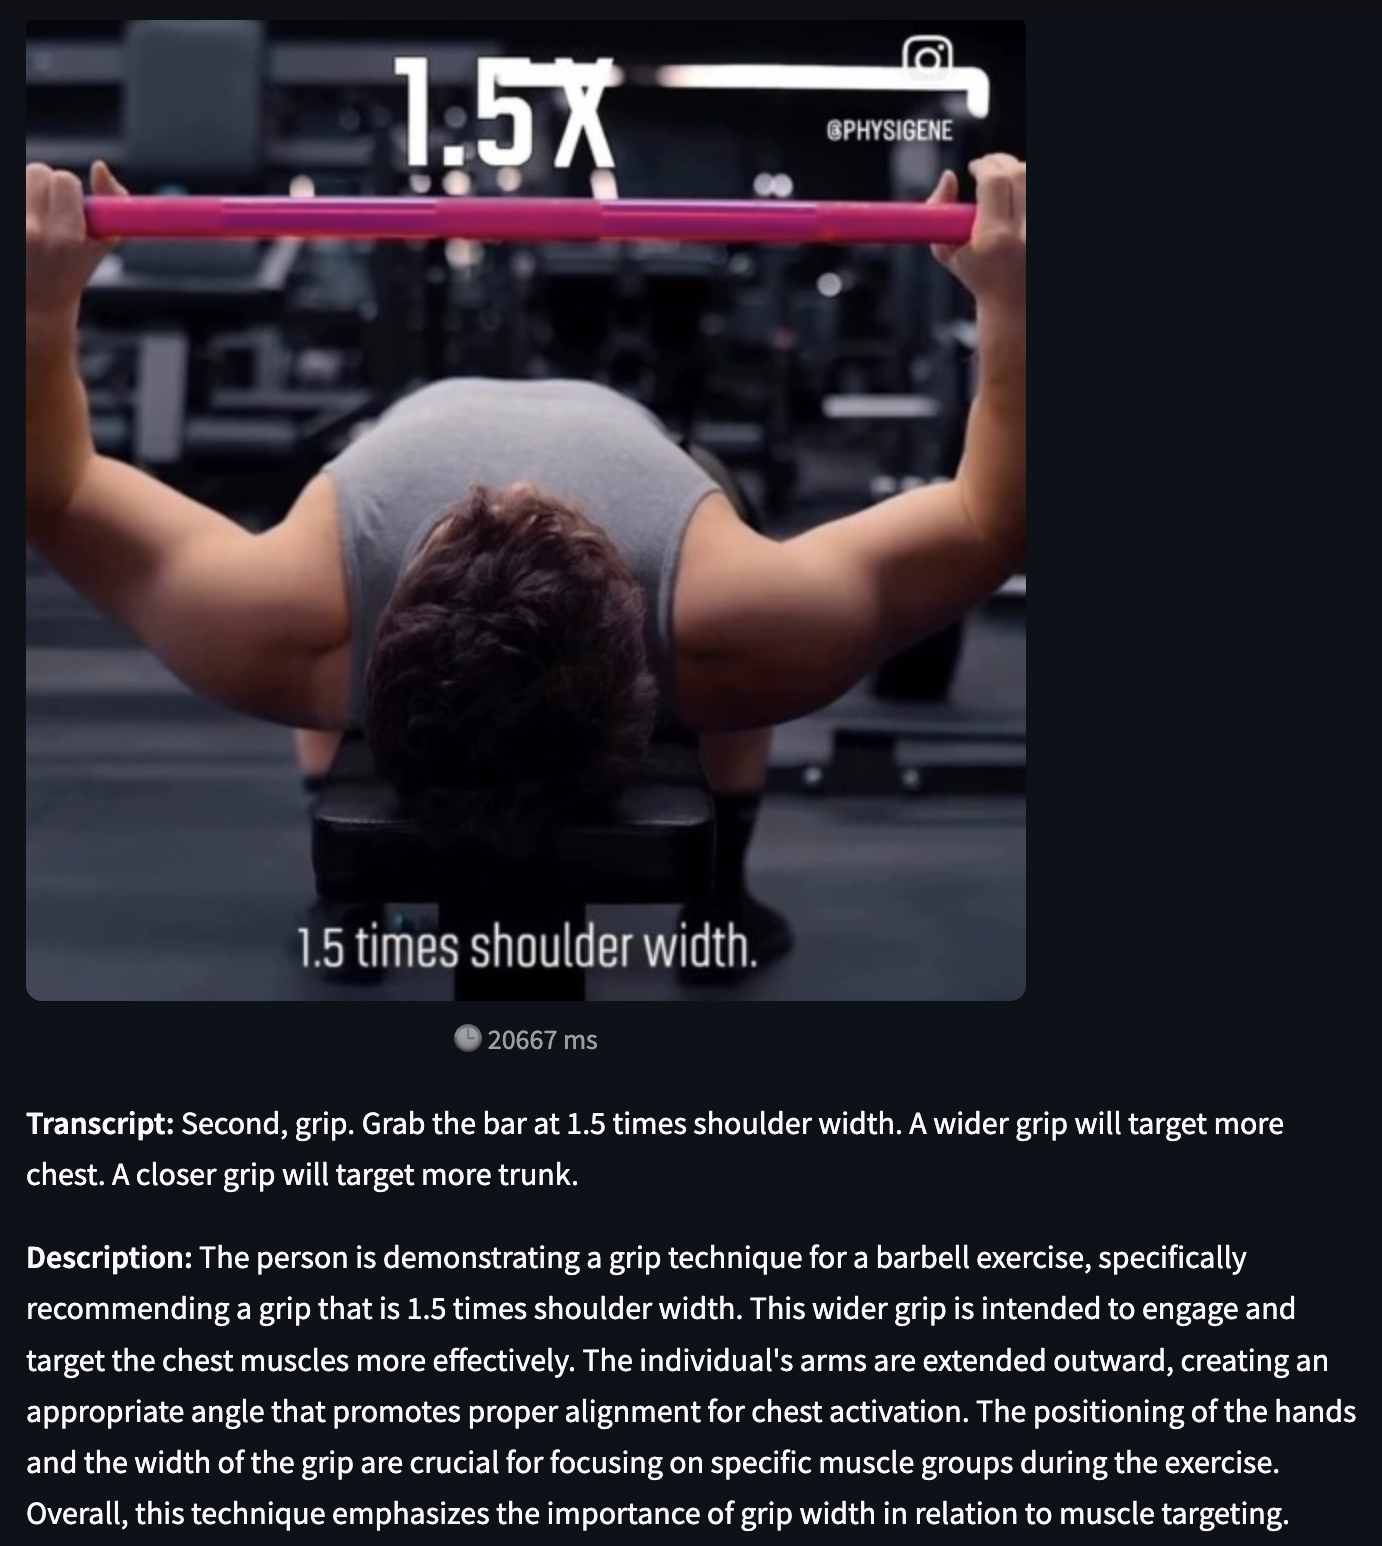 1.5X
@PHYSIGENE
1.5 times shoulder width.
20667 ms
Transcript: Second, grip. Grab the bar at 1.5 times shoulder width. A wider grip will target more
chest. A closer grip will target more trunk.
Description: The person is demonstrating a grip technique for a barbell exercise, specifically
recommending a grip that is 1.5 times shoulder width. This wider grip is intended to engage and
target the chest muscles more effectively. The individual's arms are extended outward, creating an
appropriate angle that promotes proper alignment for chest activation. The positioning of the hands
and the width of the grip are crucial for focusing on specific muscle groups during the exercise.
Overall, this technique emphasizes the importance of grip width in relation to muscle targeting.